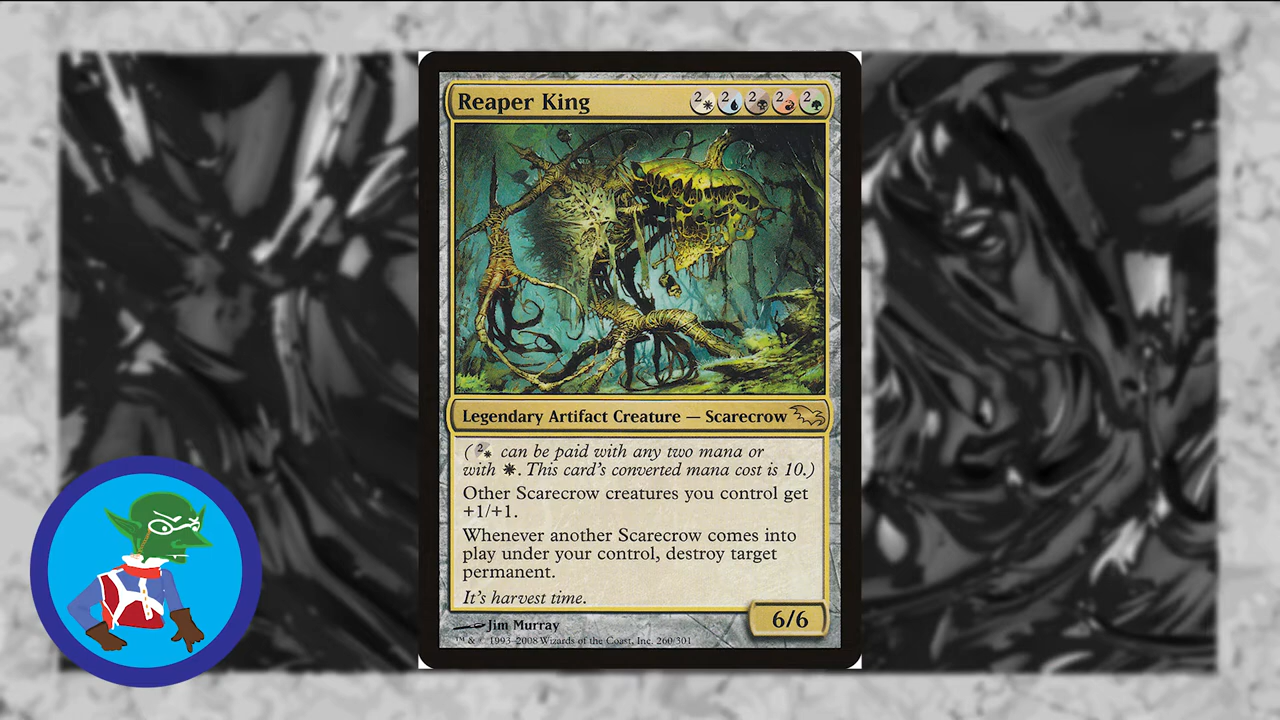 Reaper King
2 2 2 2 2
Legendary Artifact Creature — Scarecrow
(2 can be paid with any two mana or
with . This card's converted mana cost is 10.)
Other Scarecrow creatures you control get
+1/+1.
Whenever another Scarecrow comes into
play under your control, destroy target
permanent.
It's harvest time.
6/6
Jim Murray
™ & © 1993–2008 Wizards of the Coast, Inc. 260/301